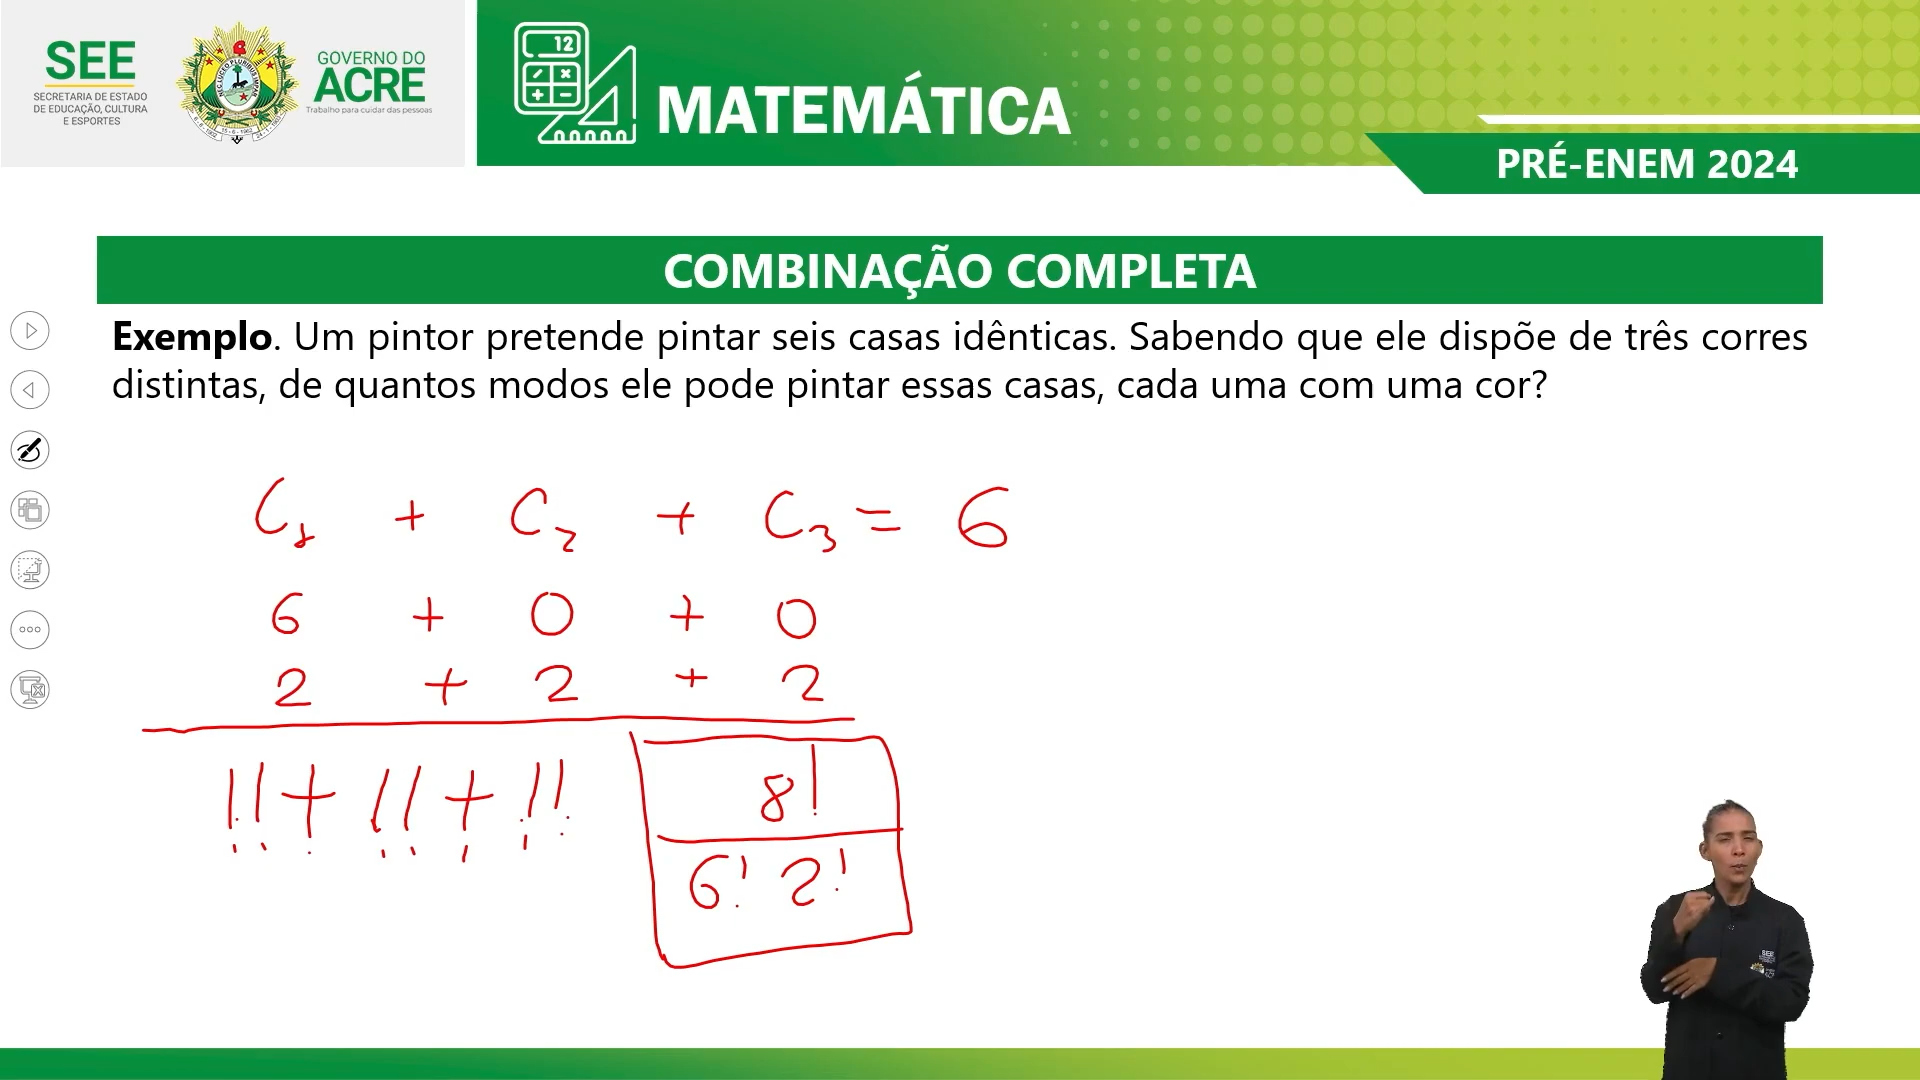 SEE
SECRETARIA DE ESTADO
DE EDUCAÇÃO, CULTURA
E ESPORTES
GOVERNO DO
ACRE
Trabalho para cuidar das pessoas
12
MATEMÁTICA
PRÉ-ENEM 2024
COMBINAÇÃO COMPLETA
Exemplo. Um pintor pretende pintar seis casas idênticas. Sabendo que ele dispõe de três corres
distintas, de quantos modos ele pode pintar essas casas, cada uma com uma cor?
C₁ + C₂ + C₃ = 6
6 + 0 + 0
2 + 2 + 2
||+||+||
8!
6! 2!
SEE